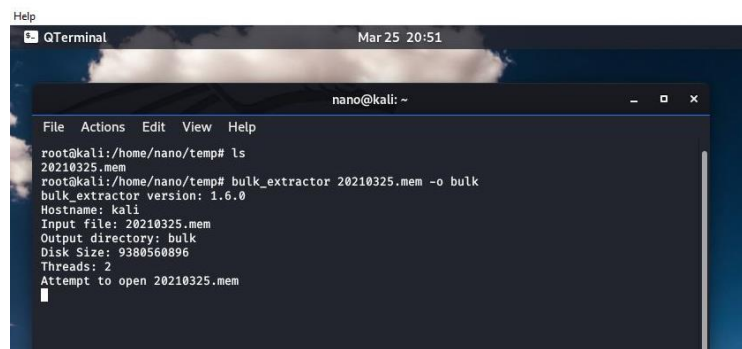 Help
QTerminal
Mar 25 20:51
nano@kali: ~
File Actions Edit View Help
root@kali:/home/nano/temp# ls
20210325.mem
root@kali:/home/nano/temp# bulk_extractor 20210325.mem -o bulk
bulk_extractor version: 1.6.0
Hostname: kali
Input file: 20210325.mem
Output directory: bulk
Disk Size: 9380560896
Threads: 2
Attempt to open 20210325.mem